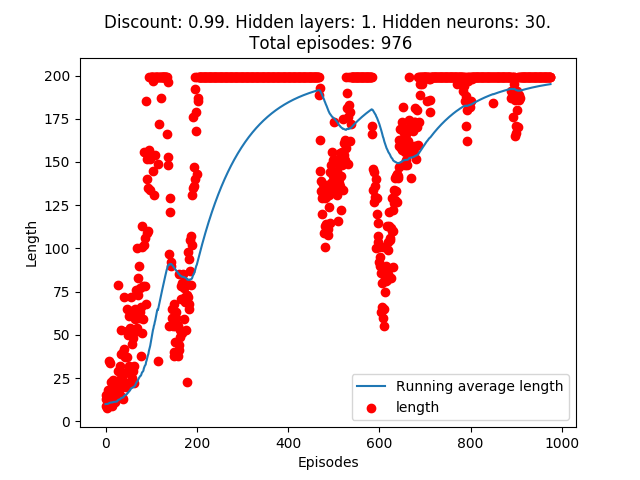 Discount: 0.99. Hidden layers: 1. Hidden neurons: 30.
Total episodes: 976
200
175
150
125
100
75
50
25
0
Length
Running average length
length
0 200 400 600 800 1000
Episodes